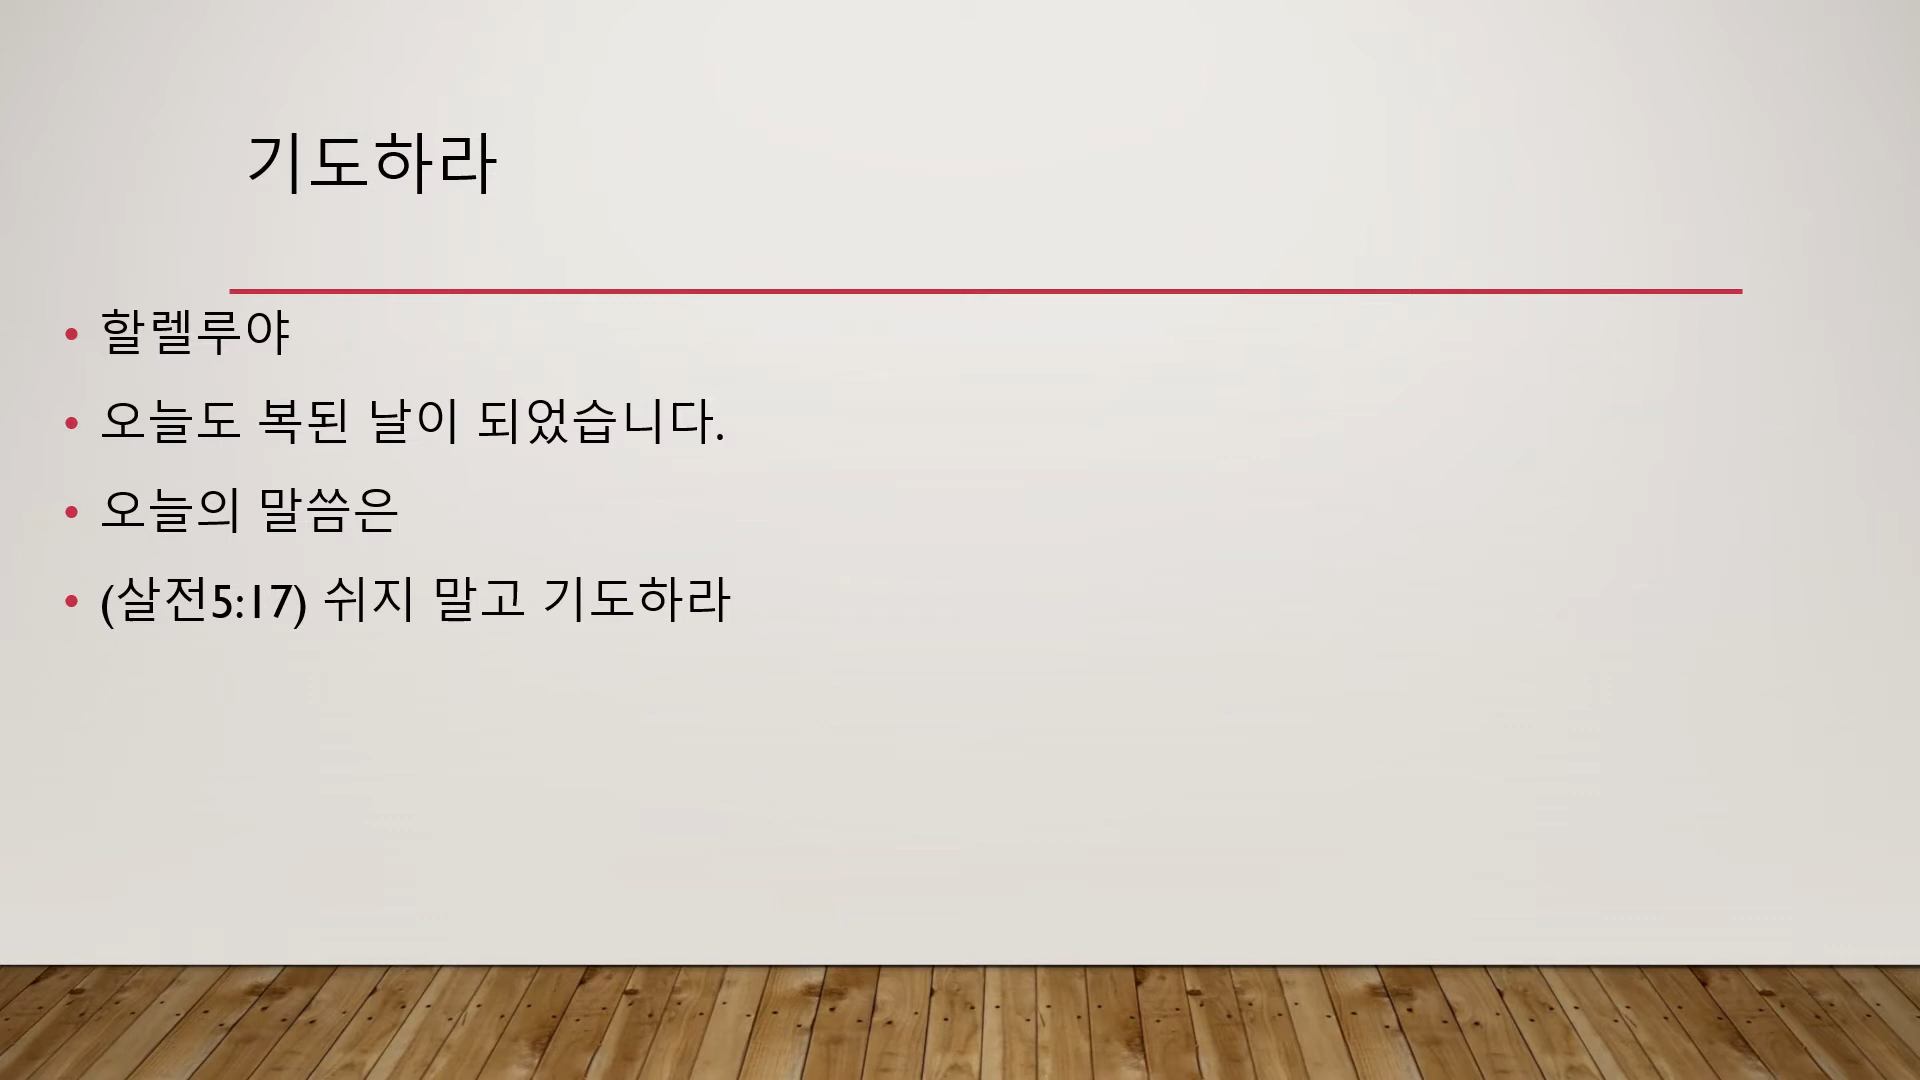 기도하라
• 할렐루야
• 오늘도 복된 날이 되었습니다.
• 오늘의 말씀은
• (살전5:17) 쉬지 말고 기도하라